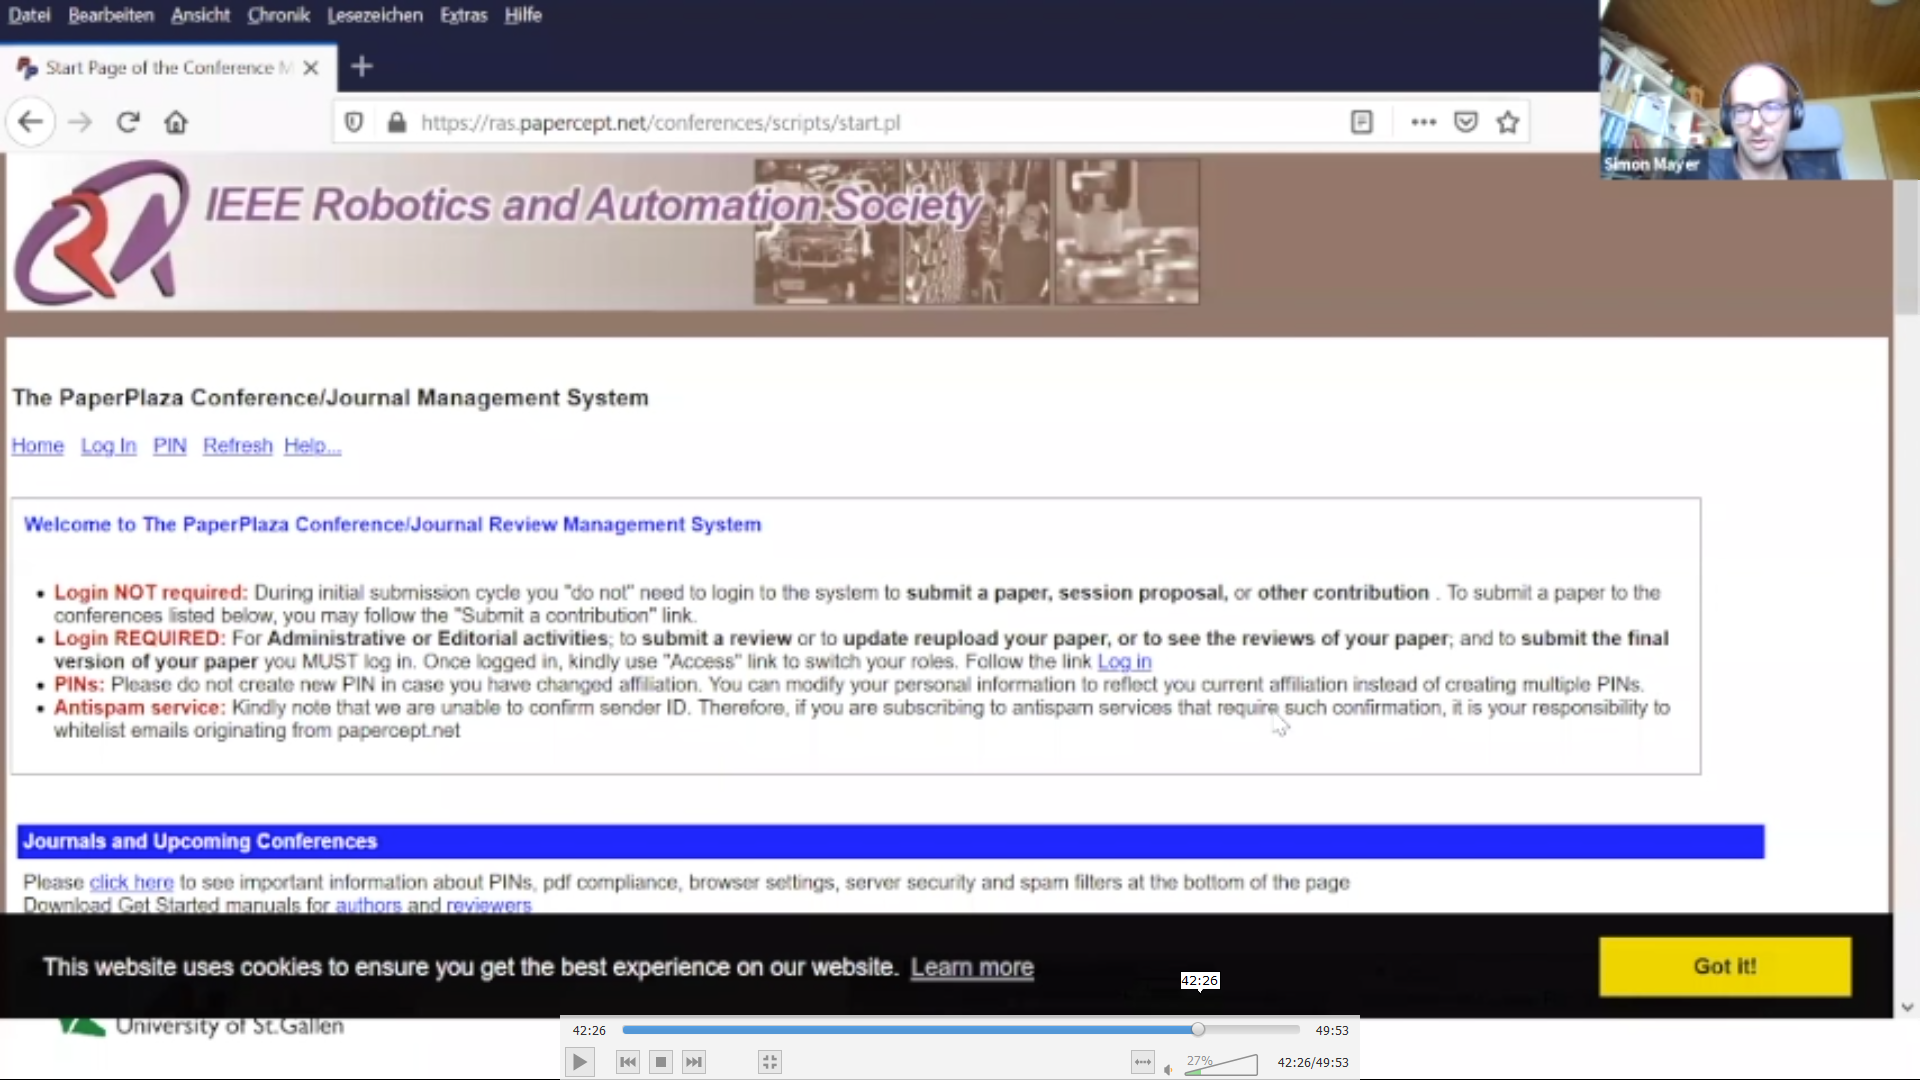 Datei Bearbeiten Ansicht Chronik Lesezeichen Extras Hilfe
Start Page of the Conference M
https://ras.papercept.net/conferences/scripts/start.pl
Simon Mayer
IEEE Robotics and Automation Society
The PaperPlaza Conference/Journal Management System
Home Log In PIN Refresh Help...
Welcome to The PaperPlaza Conference/Journal Review Management System
• Login NOT required: During initial submission cycle you "do not" need to login to the system to submit a paper, session proposal, or other contribution . To submit a paper to the
conferences listed below, you may follow the "Submit a contribution" link.
• Login REQUIRED: For Administrative or Editorial activities; to submit a review or to update reupload your paper, or to see the reviews of your paper; and to submit the final
version of your paper you MUST log in. Once logged in, kindly use "Access" link to switch your roles. Follow the link Log in
• PINs: Please do not create new PIN in case you have changed affiliation. You can modify your personal information to reflect you current affiliation instead of creating multiple PINs.
• Antispam service: Kindly note that we are unable to confirm sender ID. Therefore, if you are subscribing to antispam services that require such confirmation, it is your responsibility to
whitelist emails originating from papercept.net
Journals and Upcoming Conferences
Please click here to see important information about PINs, pdf compliance, browser settings, server security and spam filters at the bottom of the page
Download Get Started manuals for authors and reviewers
This website uses cookies to ensure you get the best experience on our website. Learn more
Got it!
42:26
University of St.Gallen
42:26 49:53
27% 42:26/49:53